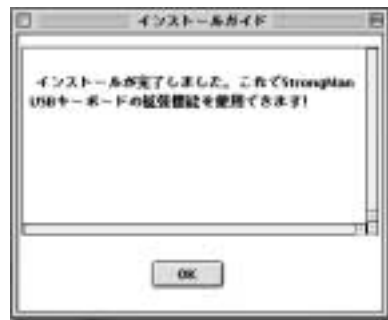 インストールガイド
インストールが完了しました。これでStrongMan
USBキーボードの拡張機能を使用できます!
OK